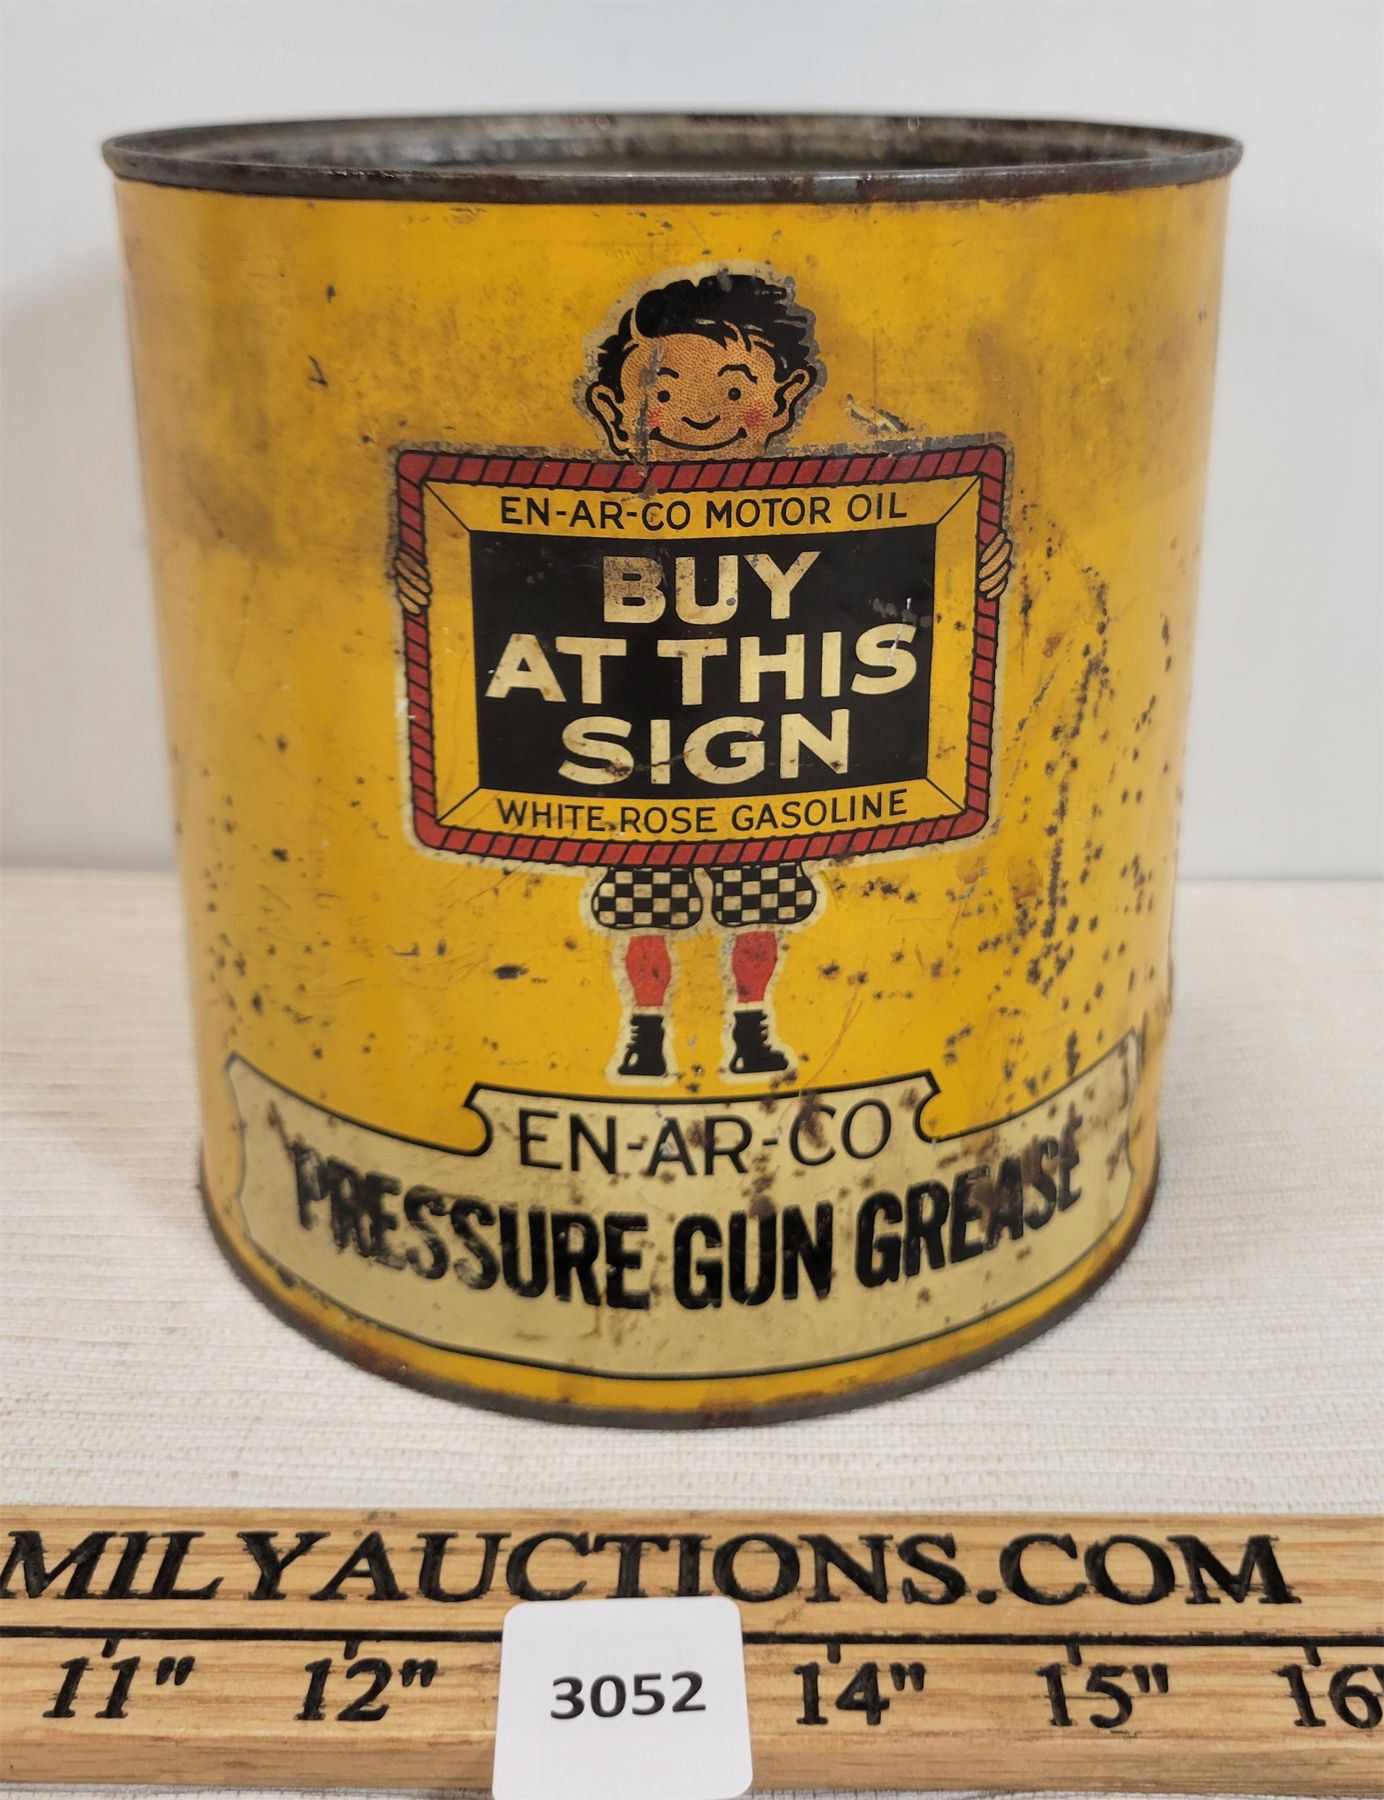 EN-AR-CO MOTOR OIL
BUY
AT THIS
SIGN
WHITE ROSE GASOLINE
EN-AR-CO
PRESSURE GUN GREASE
MILYAUCTIONS.COM
11" 12" 14" 15" 16
3052